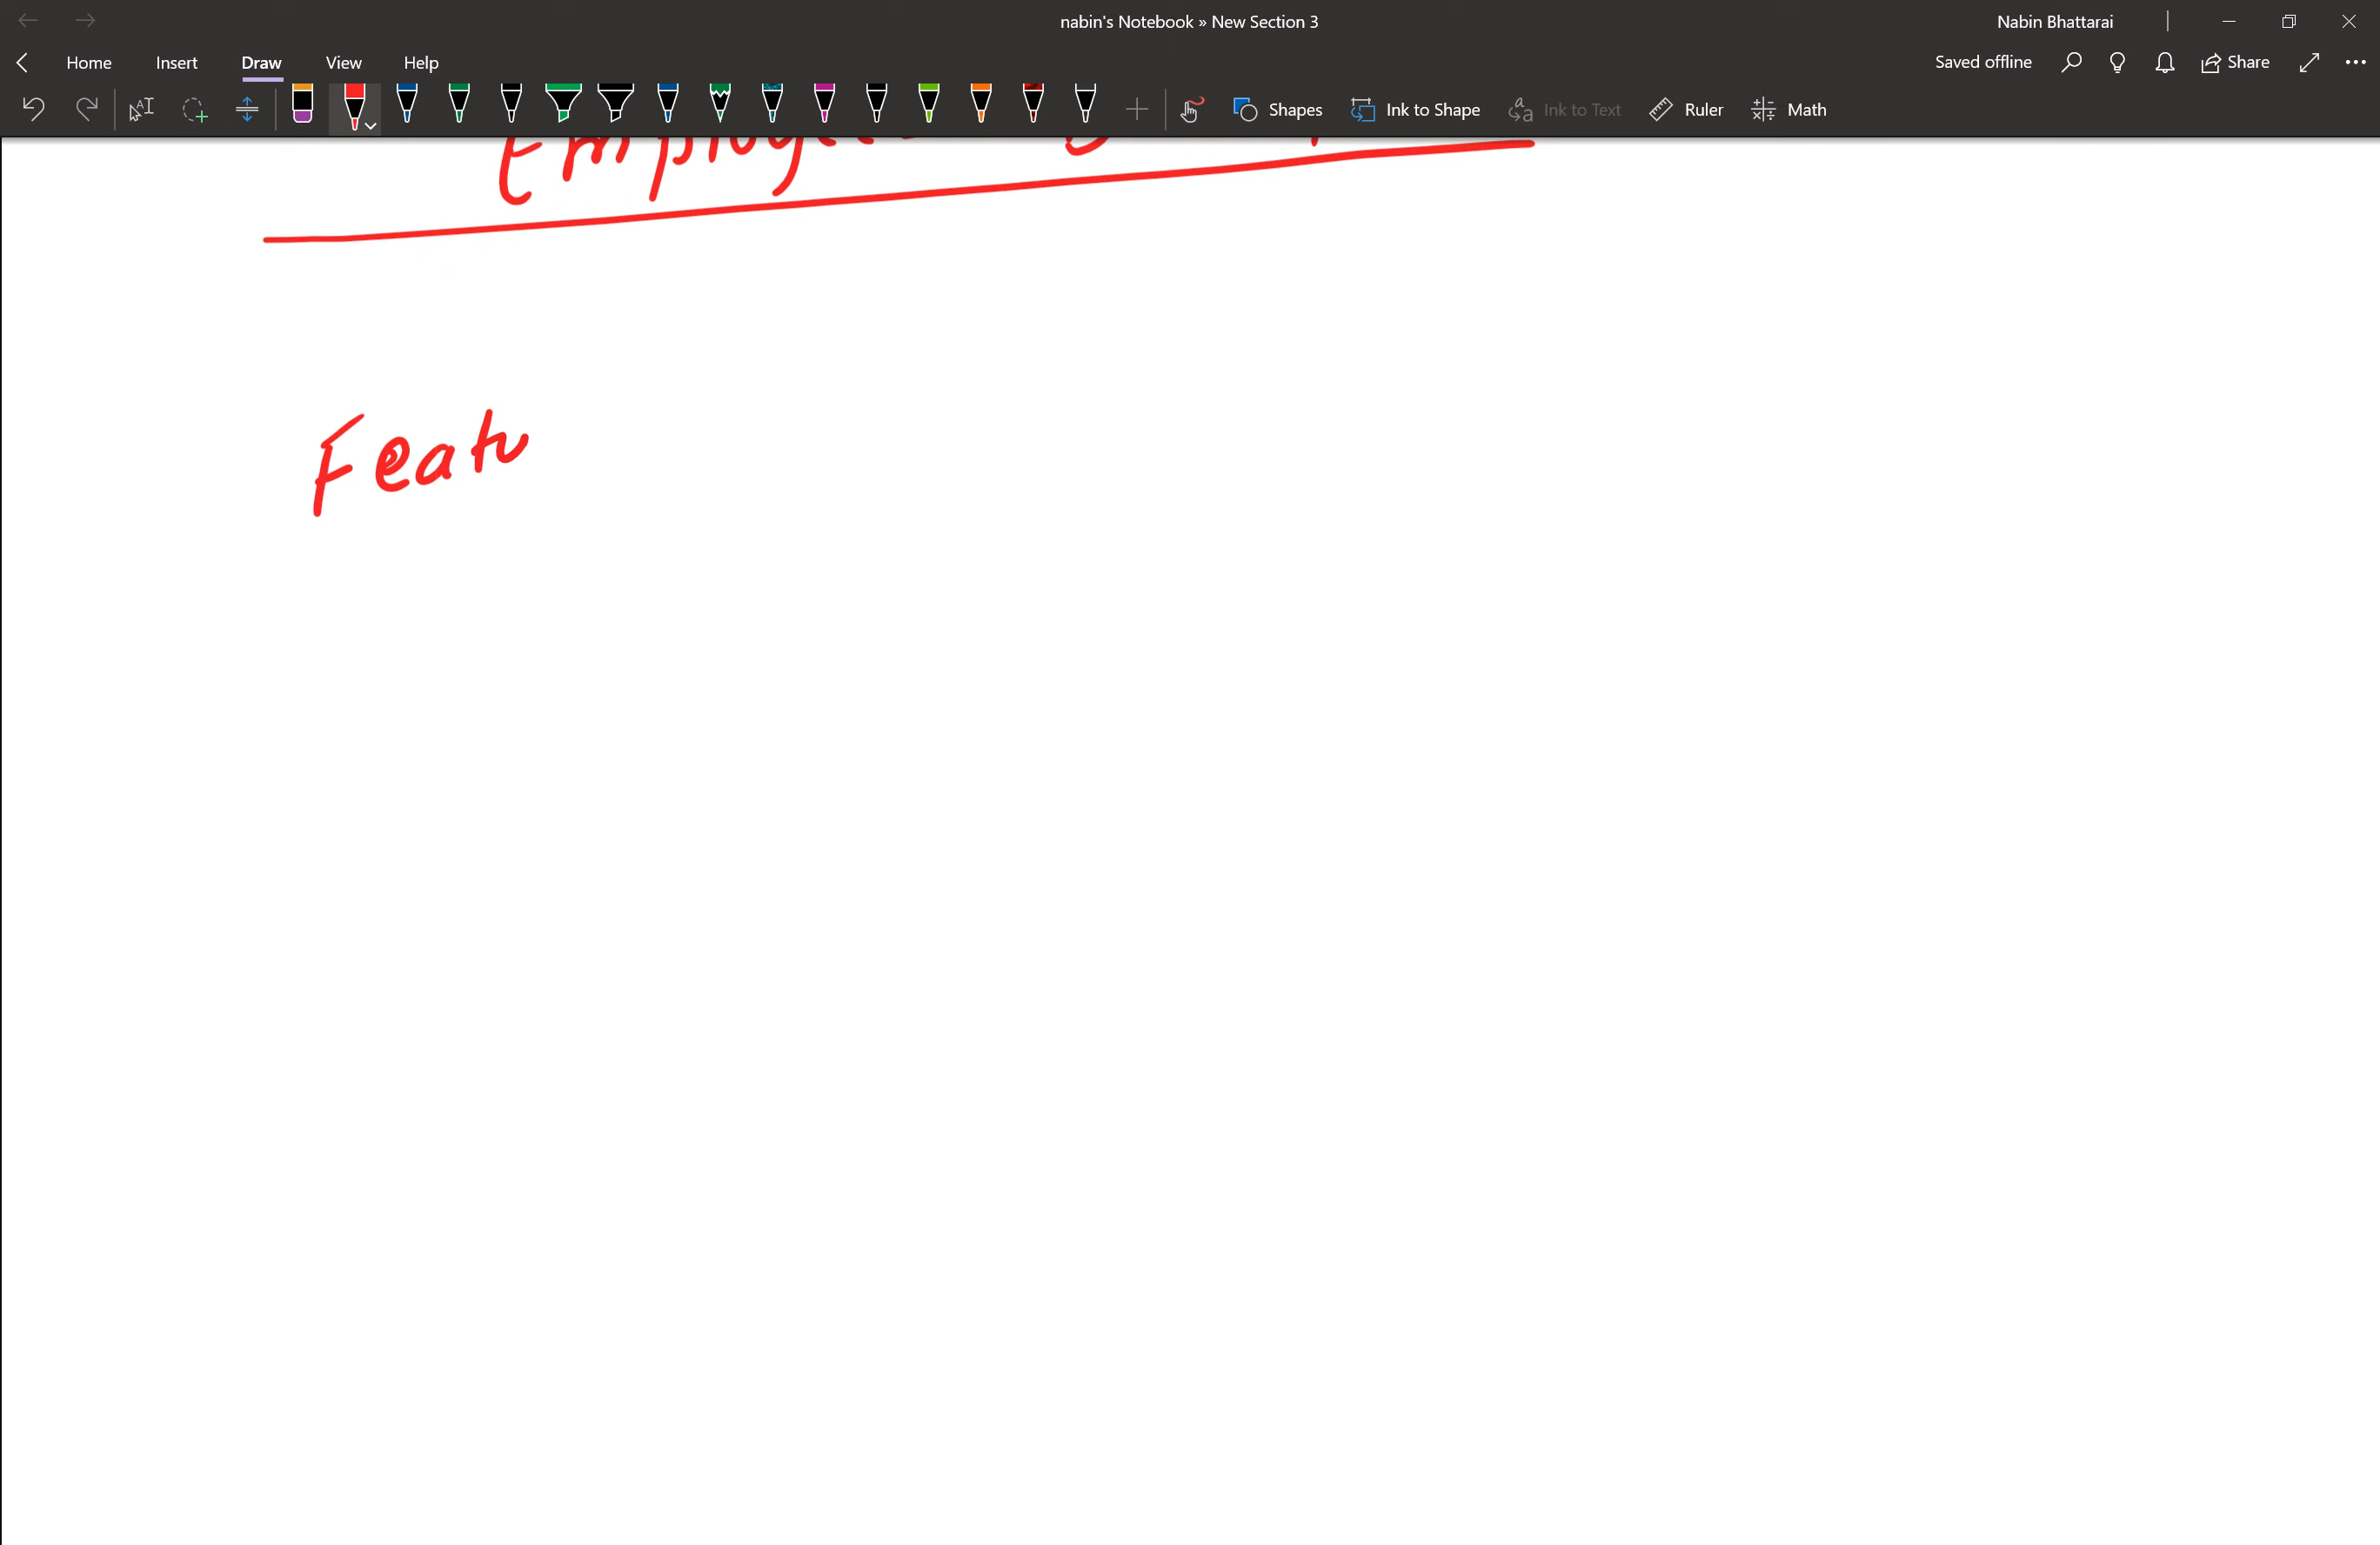 nabin's Notebook » New Section 3
Nabin Bhattarai
Home Insert Draw View Help
Saved offline
Share
Shapes
Ink to Shape
Ink to Text
Ruler
Math
Featu